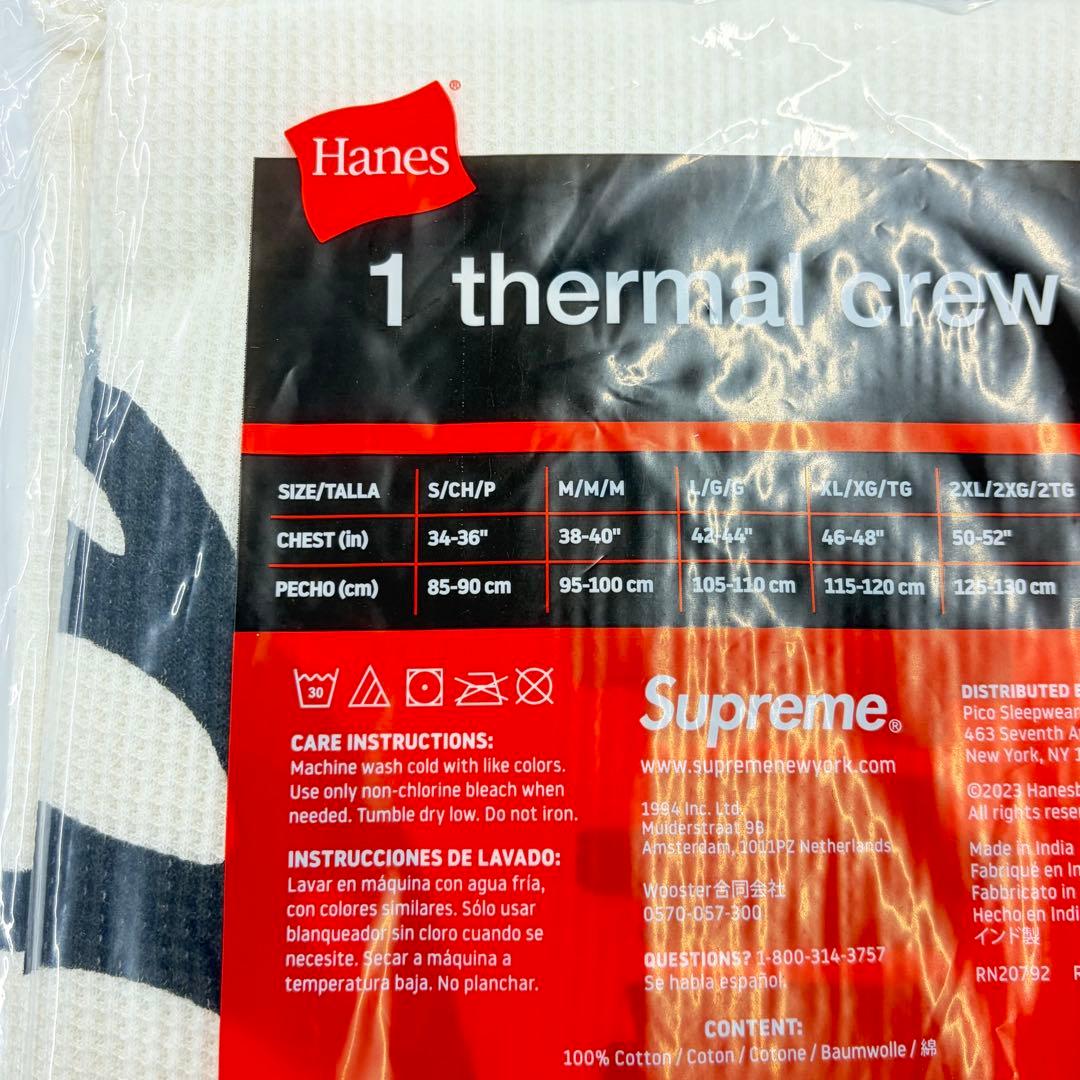 Hanes®
1 thermal crew
SIZE/TALLA S/CH/P M/M/M L/G/G XL/XG/TG 2XL/2XG/2TG
CHEST (in) 34-36" 38-40" 42-44" 46-48" 50-52"
PECHO (cm) 85-90 cm 95-100 cm 105-110 cm 115-120 cm 125-130 cm
30
CARE INSTRUCTIONS:
Machine wash cold with like colors.
Use only non-chlorine bleach when
needed. Tumble dry low. Do not iron.
INSTRUCCIONES DE LAVADO:
Lavar en máquina con agua fría,
con colores similares. Sólo usar
blanqueador sin cloro cuando se
necesite. Secar a máquina a
temperatura baja. No planchar.
Supreme®
www.supremenewyork.com
1994 Inc. Ltd.
Muiderstraat 9B
Amsterdam, 1011PZ Netherlands
Wooster合同会社
0570-057-300
QUESTIONS? 1-800-314-3757
Se habla español.
CONTENT:
100% Cotton / Coton / Cotone / Baumwolle / 綿
DISTRIBUTED
Pico Sleepwear
463 Seventh
New York, NY
©2023
All rights
Made in India
Fabriqué en
Fabbricato in
Hecho en
インド製
RN20792